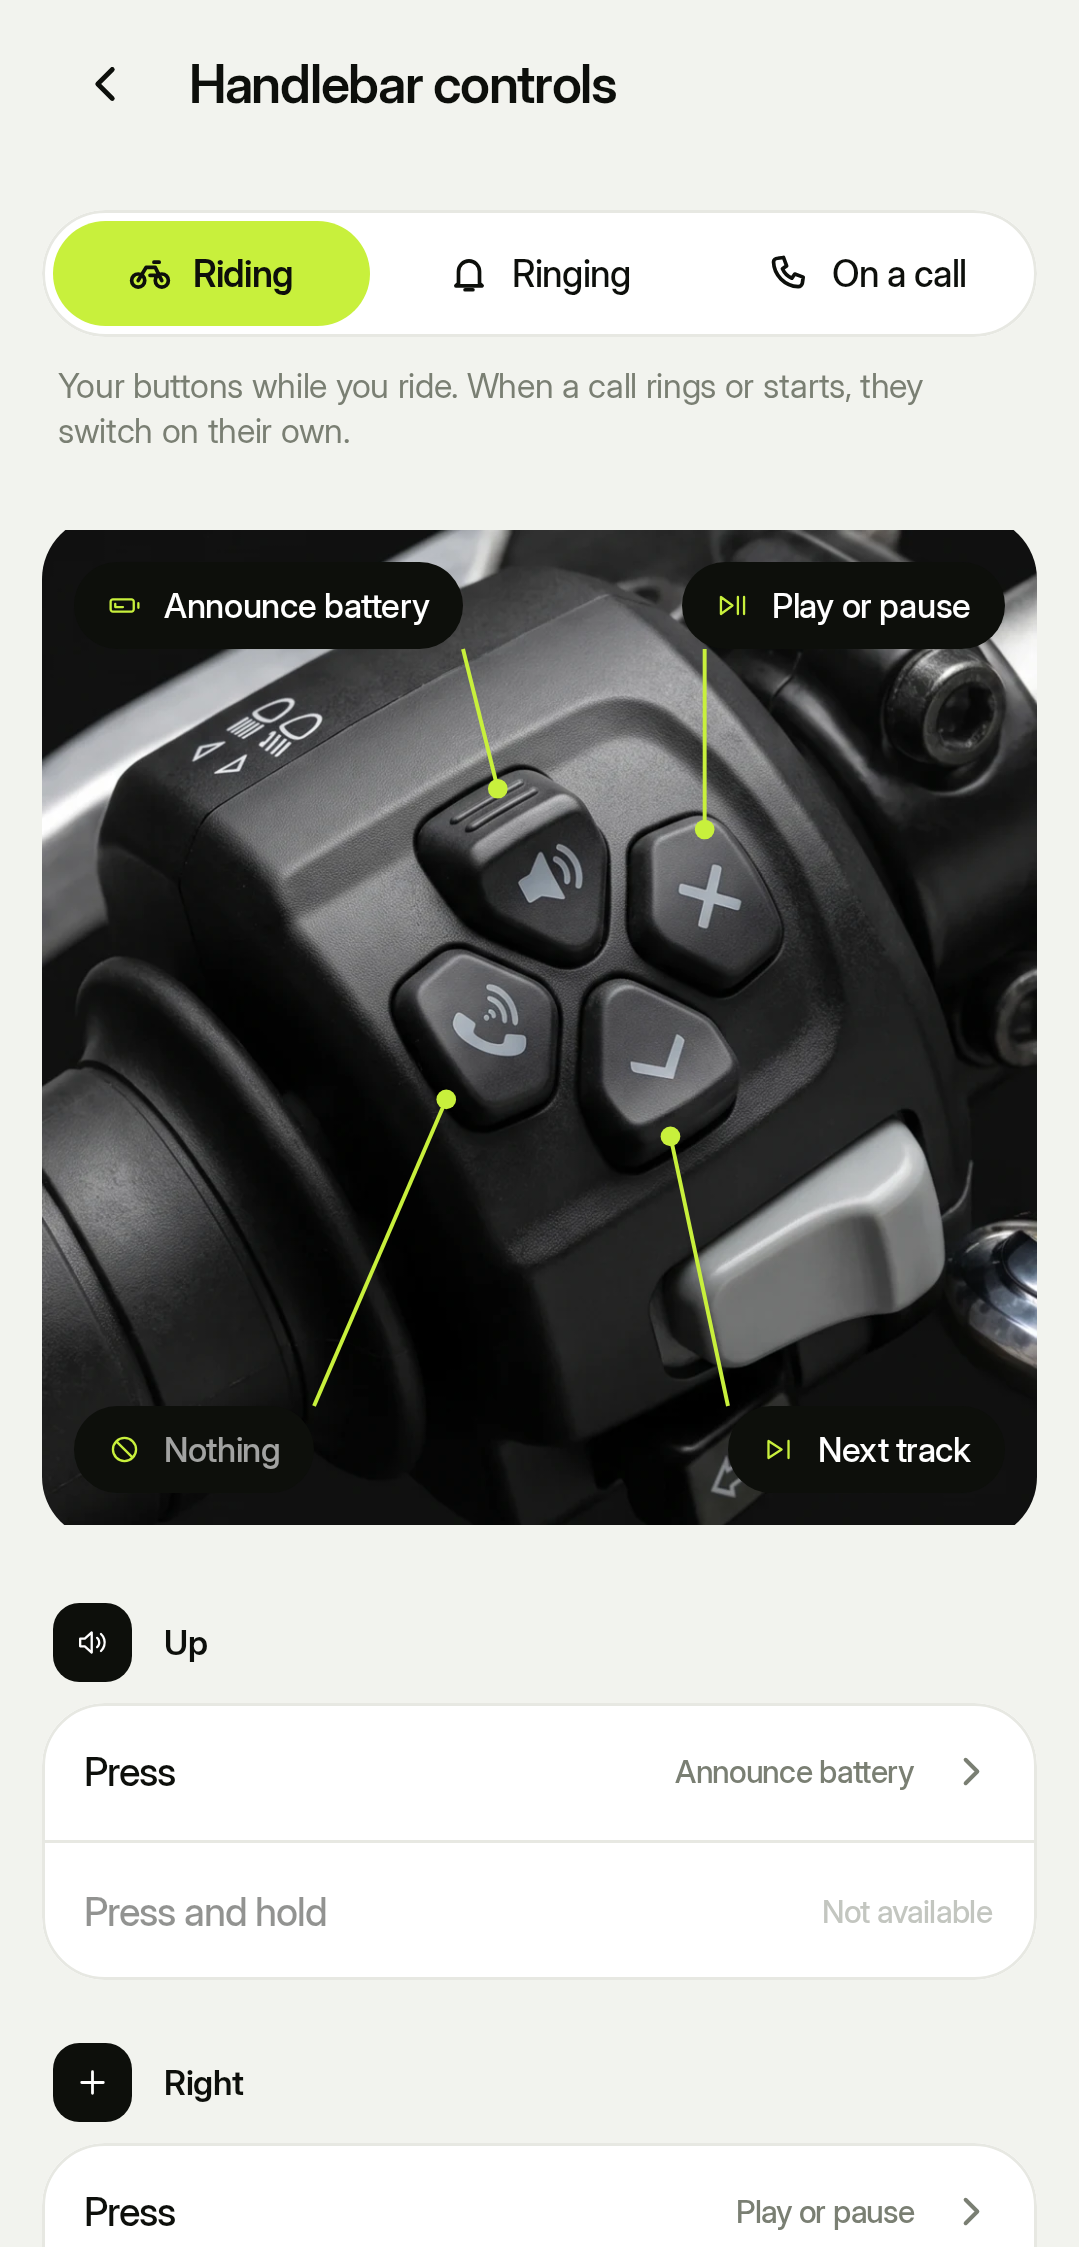 Handlebar controls
Riding
Ringing
On a call
Your buttons while you ride. When a call rings or starts, they
switch on their own.
Announce battery
Play or pause
Nothing
Next track
Up
Press
Announce battery
Press and hold
Not available
Right
Press
Play or pause